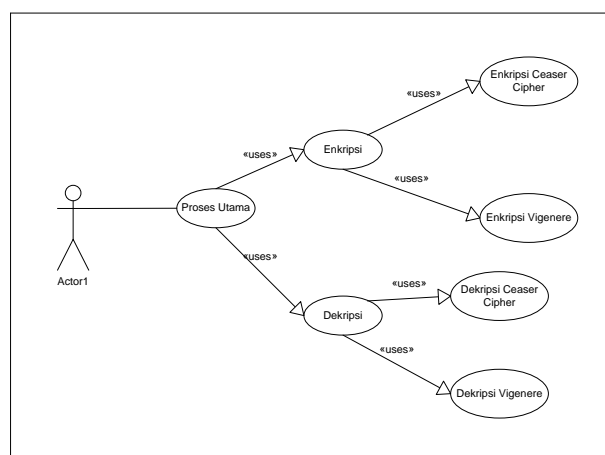 Enkripsi Ceaser
Cipher
«uses»
Enkripsi
«uses»
«uses»
Proses Utama
Enkripsi Vigenere
«uses»
Actor1
Dekripsi Ceaser
Cipher
«uses»
Dekripsi
«uses»
Dekripsi Vigenere